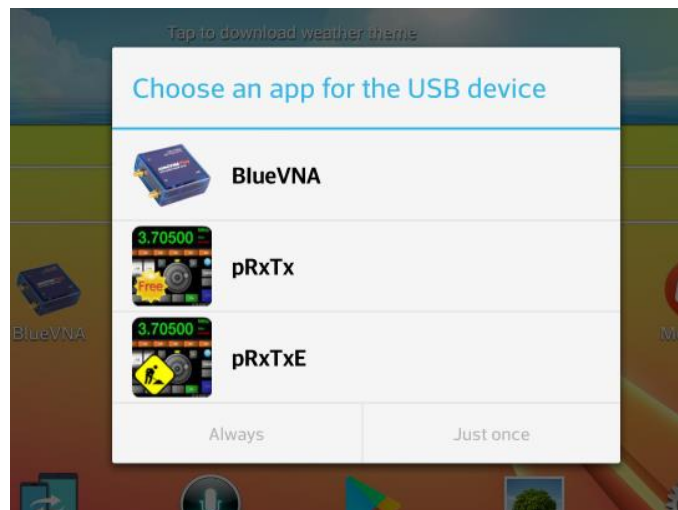 Tap to download weather theme
Choose an app for the USB device
BlueVNA
3.70500
Free
pRxTx
BlueVNA
3.70500
pRxTxE
Always
Just once